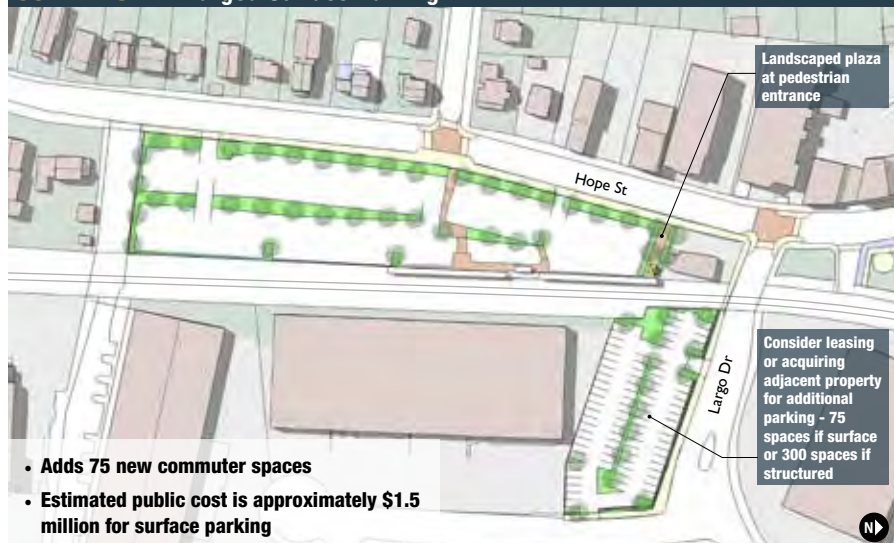 Landscaped plaza
at pedestrian
entrance
Hope St
Largo Dr
Consider leasing
or acquiring
adjacent property
for additional
parking - 75
spaces if surface
or 300 spaces if
structured
• Adds 75 new commuter spaces
• Estimated public cost is approximately $1.5
million for surface parking
N